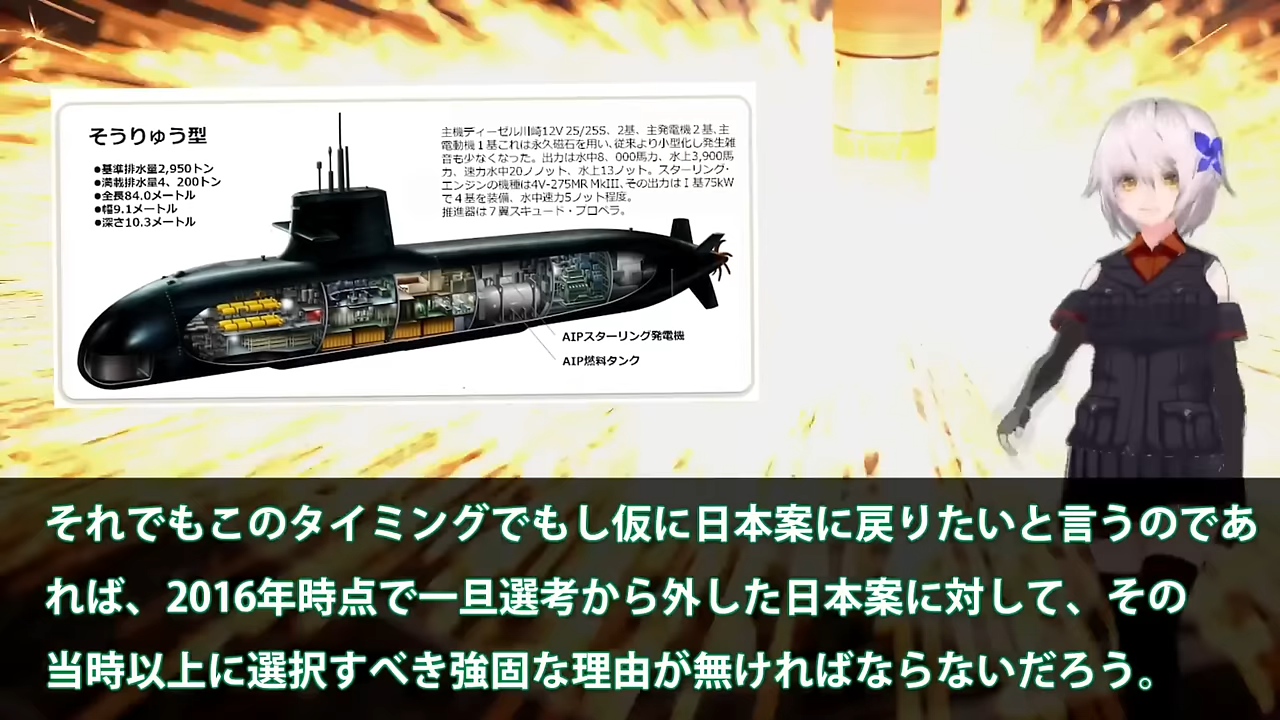 そうりゅう型
●基準排水量2,950トン
●満載排水量4、200トン
●全長84.0メートル
●幅9.1メートル
●深さ10.3メートル
主機ディーゼル川崎12V 25/25S、2基、主発電機2基、主
電動機1基これは永久磁石を用い、従来より小型化し発生雑
音も少なくなった。出力は水中8、000馬力、水上3,900馬
力、速力水中20ノノット、水上13ノット。スターリング・
エンジンの機種は4V-275MR MkIII、その出力はI基75kW
で4基を装備、水中速力5ノット程度。
推進器は7翼スキュード・プロペラ。
AIPスターリング発電機
AIP燃料タンク
それでもこのタイミングでもし仮に日本案に戻りたいと言うのであ
れば、2016年時点で一旦選考から外した日本案に対して、その
当時以上に選択すべき強固な理由が無ければならないだろう。